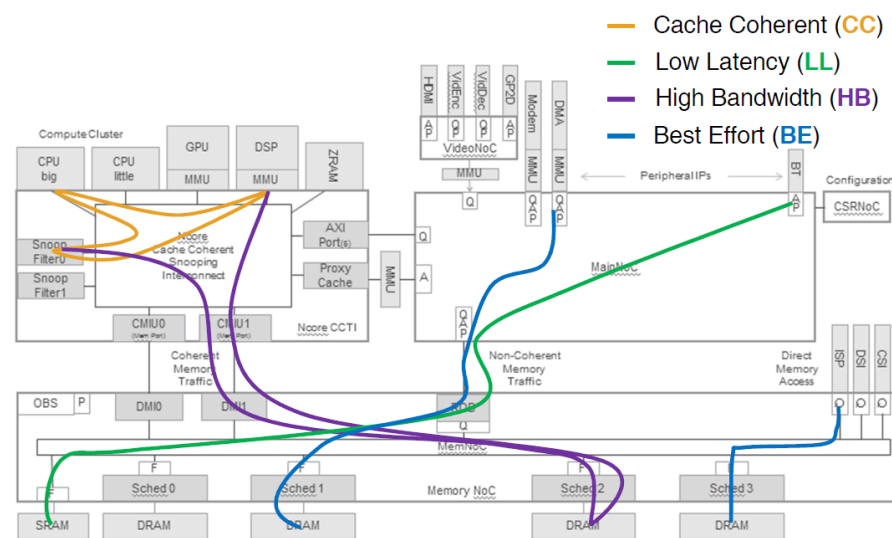 Cache Coherent (CC)
Low Latency (LL)
High Bandwidth (HB)
Best Effort (BE)
HDMI
VidEnc
VidDec
GP2D
Modem
DMA
A P
Q P
Q P
A P
VideoNoC
MMU
Q
MMU
MMU
Q A P
Q A P
Peripheral IPs
BT
A P
Configuration
CSRNoC
Compute Cluster
CPU big
CPU little
GPU
MMU
DSP
MMU
ZRAM
Snoop Filter0
Snoop Filter1
Ncore
Cache Coherent
Snooping
Interconnect
AXI
Port(s)
Proxy
Cache
MMU
Q
A
MainNoC
Q A P
CMIU0
(Mem Port)
CMIU1
(Mem Port)
Ncore CCTI
Coherent
Memory
Traffic
Non-Coherent
Memory
Traffic
Direct
Memory
Access
ISP
DSI
CSI
Q
Q
Q
OBS
P
DMI0
DMI1
Q
MemNoC
F
F
Sched 0
Sched 1
Memory NoC
Sched 2
Sched 3
SRAM
DRAM
DRAM
DRAM
DRAM